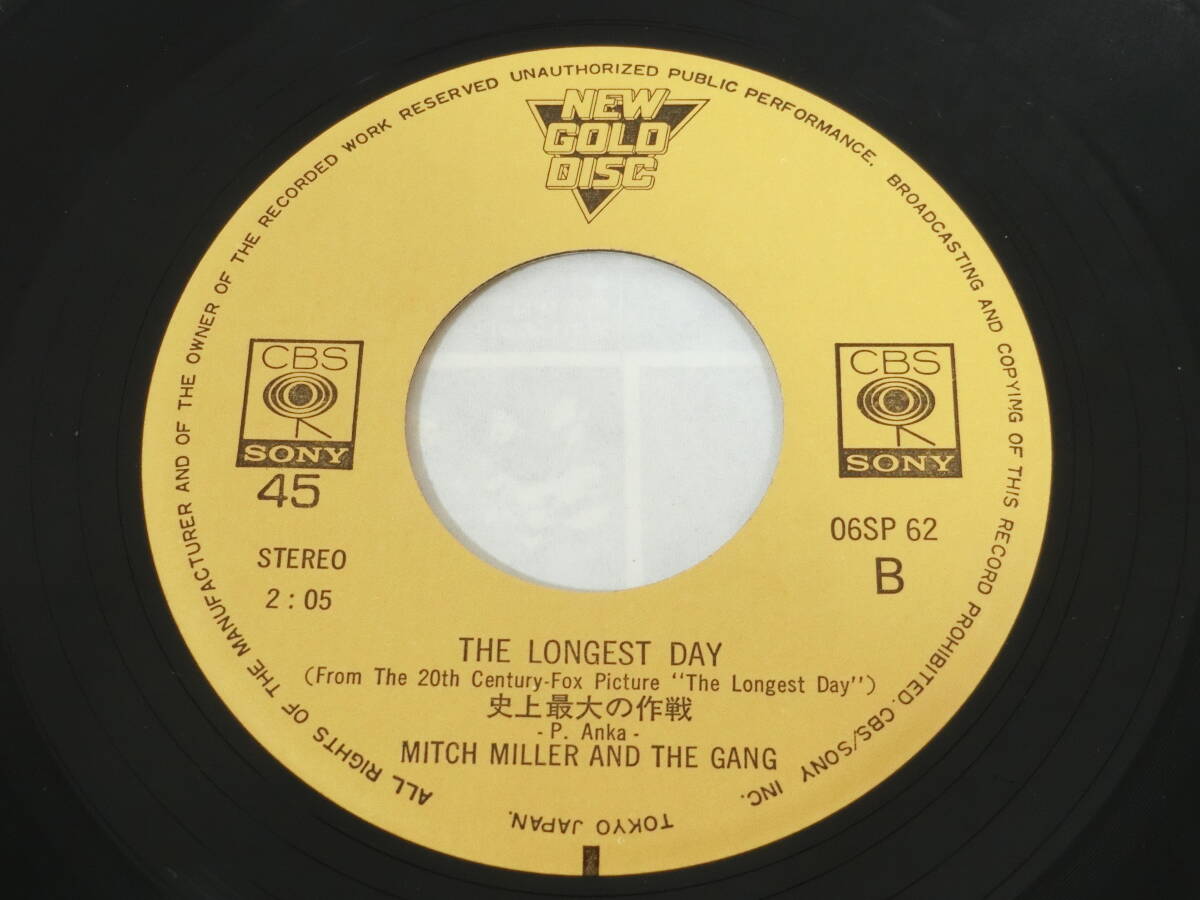 ALL RIGHTS OF THE MANUFACTURER AND OF THE OWNER OF THE RECORDED WORK RESERVED UNAUTHORIZED PUBLIC PERFORMANCE, BROADCASTING AND COPYING OF THIS RECORD PROHIBITED. CBS/SONY INC. TOKYO JAPAN.
NEW
GOLD
DISC
CBS
SONY
45
STEREO
2:05
CBS
SONY
06SP 62
B
THE LONGEST DAY
(From The 20th Century-Fox Picture "The Longest Day")
史上最大の作戦
- P. Anka -
MITCH MILLER AND THE GANG